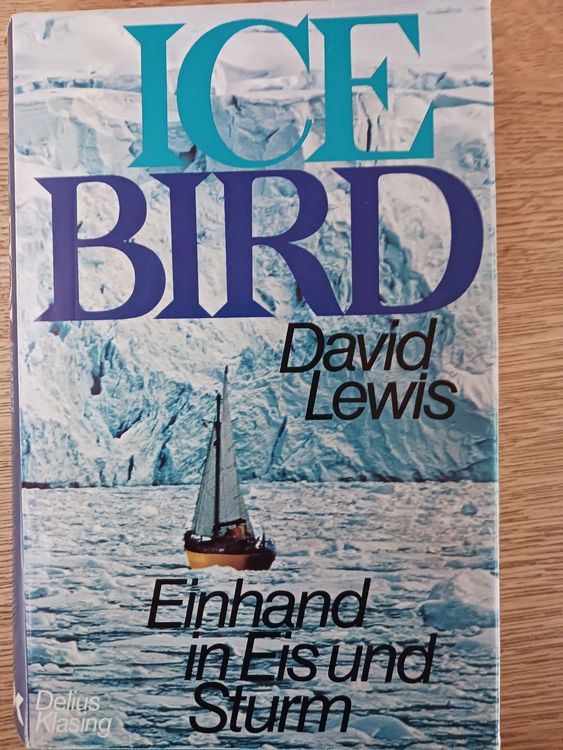 ICE
BIRD
David
Lewis
Einhand
in Eis und
Sturm
Delius
Klasing